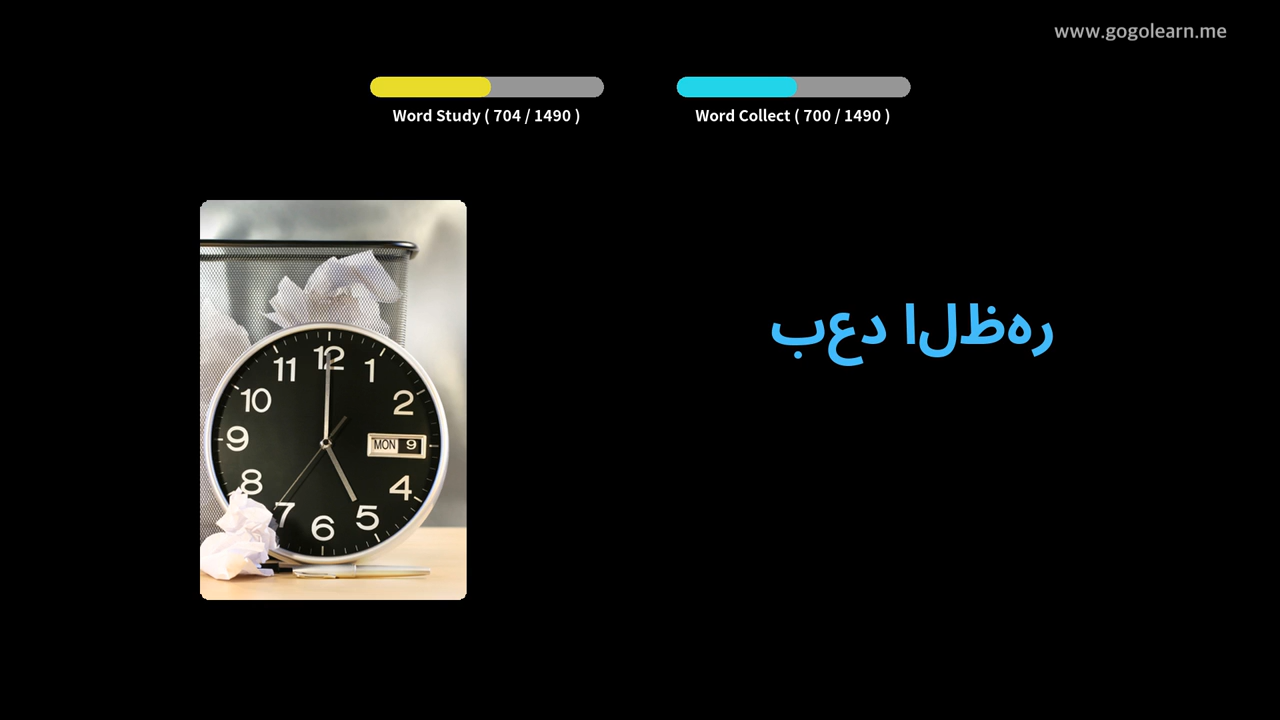 www.gogolearn.me
Word Study ( 704 / 1490 )
Word Collect ( 700 / 1490 )
بعد الظهر
12
11 1
10 2
9 MON 9
8 4
7 5
6